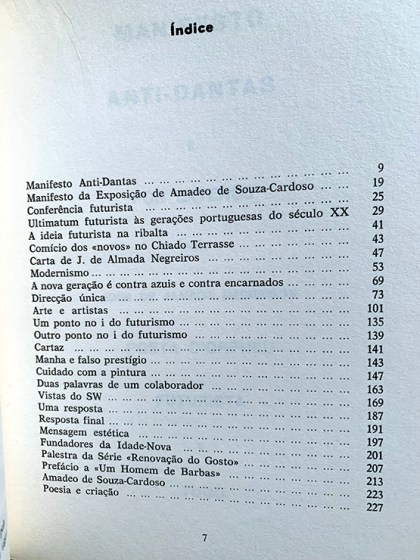 Índice
MANIFESTO
ANTI-DANTAS
Manifesto Anti-Dantas ... 9
Manifesto da Exposição de Amadeo de Souza-Cardoso ... 19
Conferência futurista ... 25
Ultimatum futurista às gerações portuguesas do século XX 29
A ideia futurista na ribalta ... 41
Comício dos «novos» no Chiado Terrasse ... 43
Carta de J. de Almada Negreiros ... 47
Modernismo ... 53
A nova geração é contra azuis e contra encarnados ... 69
Direcção única ... 73
Arte e artistas ... 101
Um ponto no i do futurismo ... 135
Outro ponto no i do futurismo ... 139
Cartaz ... 141
Manha e falso prestígio ... 143
Cuidado com a pintura ... 147
Duas palavras de um colaborador ... 163
Vistas do SW ... 169
Uma resposta ... 187
Resposta final ... 191
Mensagem estética ... 197
Fundadores da Idade-Nova ... 201
Palestra da Série «Renovação do Gosto» ... 207
Prefácio a «Um Homem de Barbas» ... 213
Amadeo de Souza-Cardoso ... 223
Poesia e criação ... 227
7